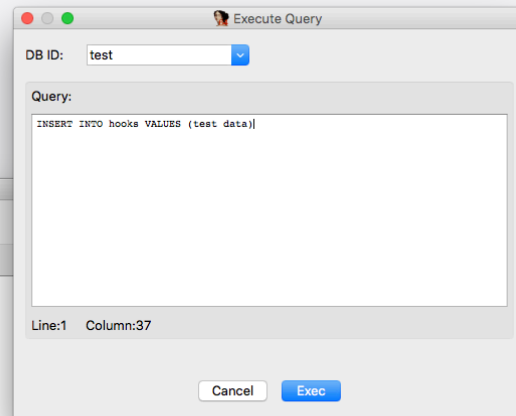 Execute Query
DB ID: test
Query:
INSERT INTO hooks VALUES (test data)
Line:1 Column:37
Cancel Exec